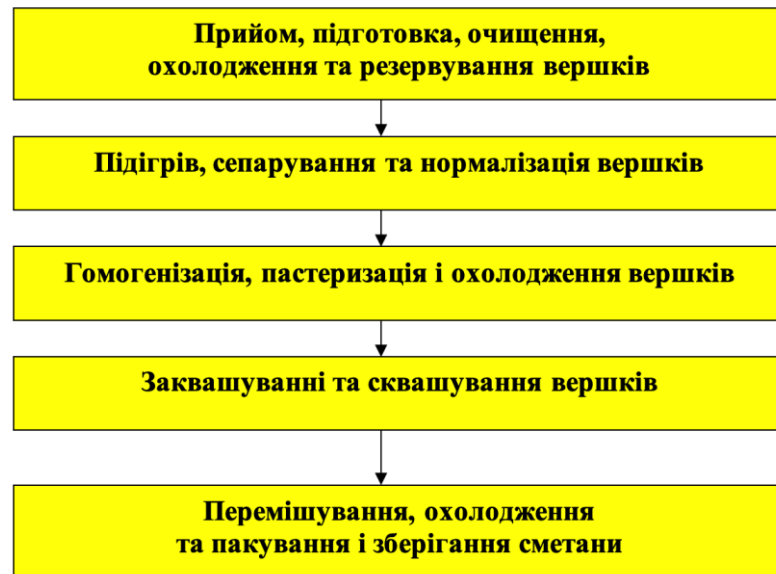 Прийом, підготовка, очищення,
охолодження та резервування вершків
Підігрів, сепарування та нормалізація вершків
Гомогенізація, пастеризація і охолодження вершків
Заквашуванні та сквашування вершків
Перемішування, охолодження
та пакування і зберігання сметани